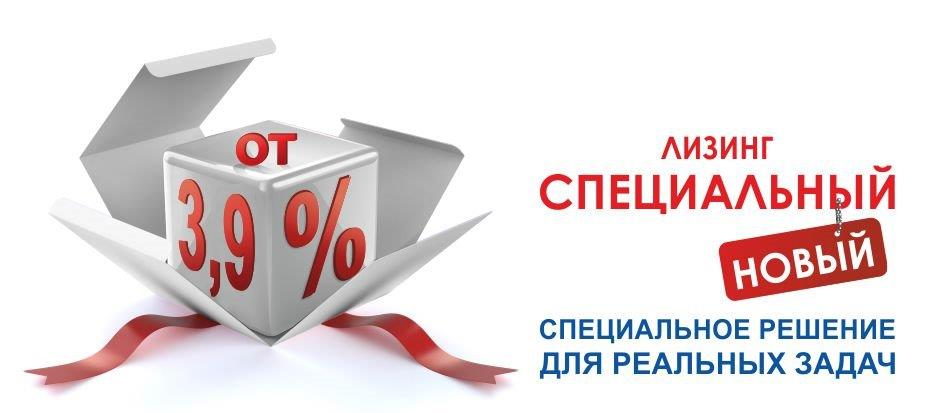 ОТ
3,9 %
ЛИЗИНГ
СПЕЦИАЛЬНЫЙ
НОВЫЙ
СПЕЦИАЛЬНОЕ РЕШЕНИЕ
ДЛЯ РЕАЛЬНЫХ ЗАДАЧ